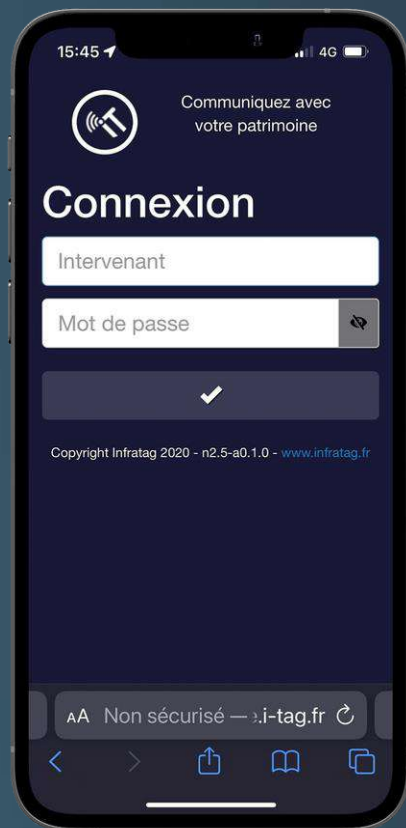 15:45
4G
Communiquez avec
votre patrimoine
Connexion
Intervenant
Mot de passe
Copyright Infratag 2020 - n2.5-a0.1.0 - www.infratag.fr
AA Non sécurisé — e.i-tag.fr